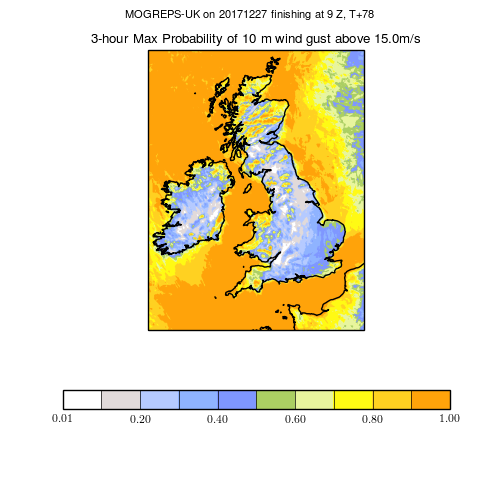 MOGREPS-UK on 20171227 finishing at 9 Z, T+78
3-hour Max Probability of 10 m wind gust above 15.0m/s
0.01 0.20 0.40 0.60 0.80 1.00